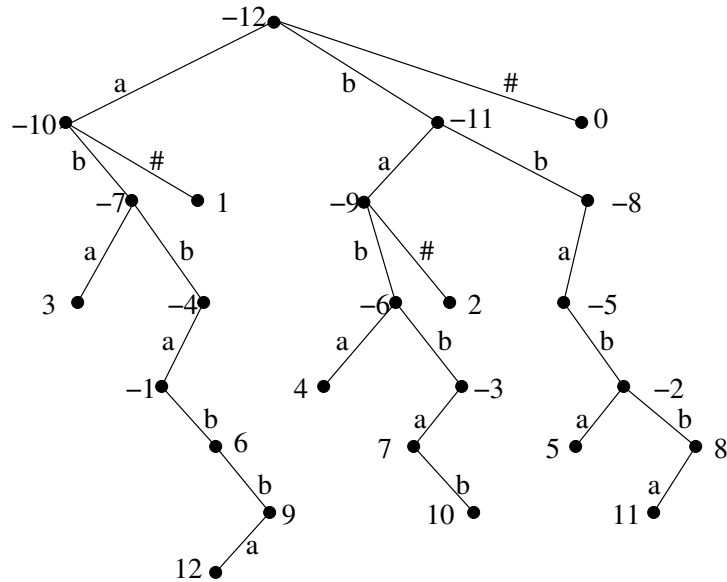 −12
a b #
−10 −11 0
b # a b
−7 1 −9 −8
a b b # a
3 −4 −6 2 −5
a a b b
−1 4 −3 −2
b a a b
6 7 5 8
b b a
9 10 11
a
12